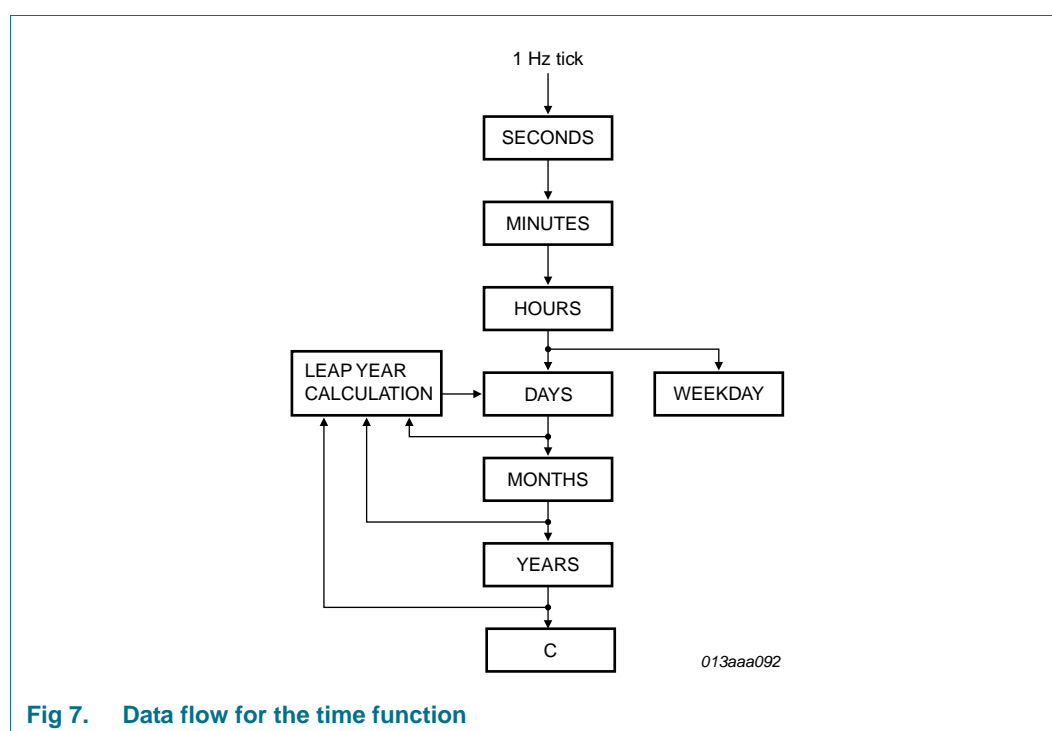 1 Hz tick
SECONDS
MINUTES
HOURS
LEAP YEAR
CALCULATION
DAYS
WEEKDAY
MONTHS
YEARS
C
013aaa092
Fig 7. Data flow for the time function